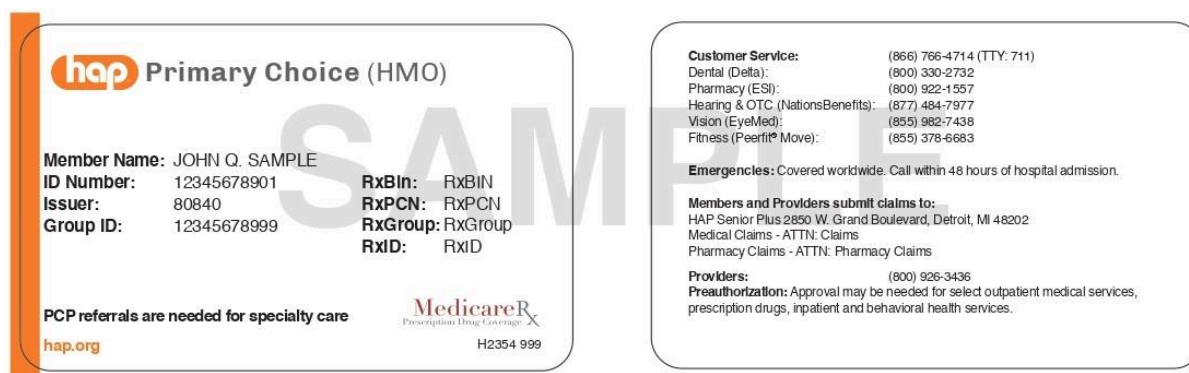 hap Primary Choice (HMO)
SAMPLE
Member Name: JOHN Q. SAMPLE
ID Number: 12345678901
Issuer: 80840
Group ID: 12345678999
RxBin: RxBIN
RxPCN: RxPCN
RxGroup: RxGroup
RxID: RxID
PCP referrals are needed for specialty care
MedicareRx
Prescription Drug Coverage
hap.org
H2354 999
Customer Service: (866) 766-4714 (TTY: 711)
Dental (Delta): (800) 330-2732
Pharmacy (ESI): (800) 922-1557
Hearing & OTC (NationsBenefits): (877) 484-7977
Vision (EyeMed): (855) 982-7438
Fitness (Peerfit® Move): (855) 378-6683
Emergencies: Covered worldwide. Call within 48 hours of hospital admission.
Members and Providers submit claims to:
HAP Senior Plus 2850 W. Grand Boulevard, Detroit, MI 48202
Medical Claims - ATTN: Claims
Pharmacy Claims - ATTN: Pharmacy Claims
Providers: (800) 926-3436
Preauthorization: Approval may be needed for select outpatient medical services,
prescription drugs, inpatient and behavioral health services.